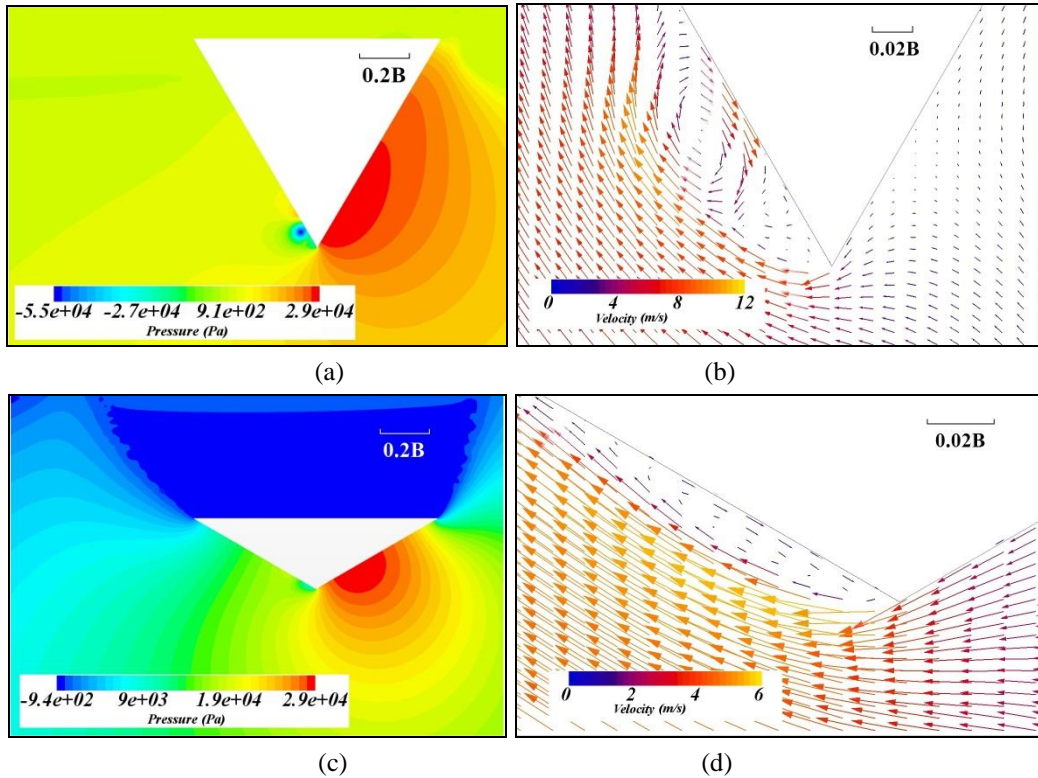 0.2B
-5.5e+04 -2.7e+04 9.1e+02 2.9e+04
Pressure (Pa)
(a)
0.02B
0 4 8 12
Velocity (m/s)
(b)
0.2B
-9.4e+02 9e+03 1.9e+04 2.9e+04
Pressure (Pa)
(c)
0.02B
0 2 4 6
Velocity (m/s)
(d)